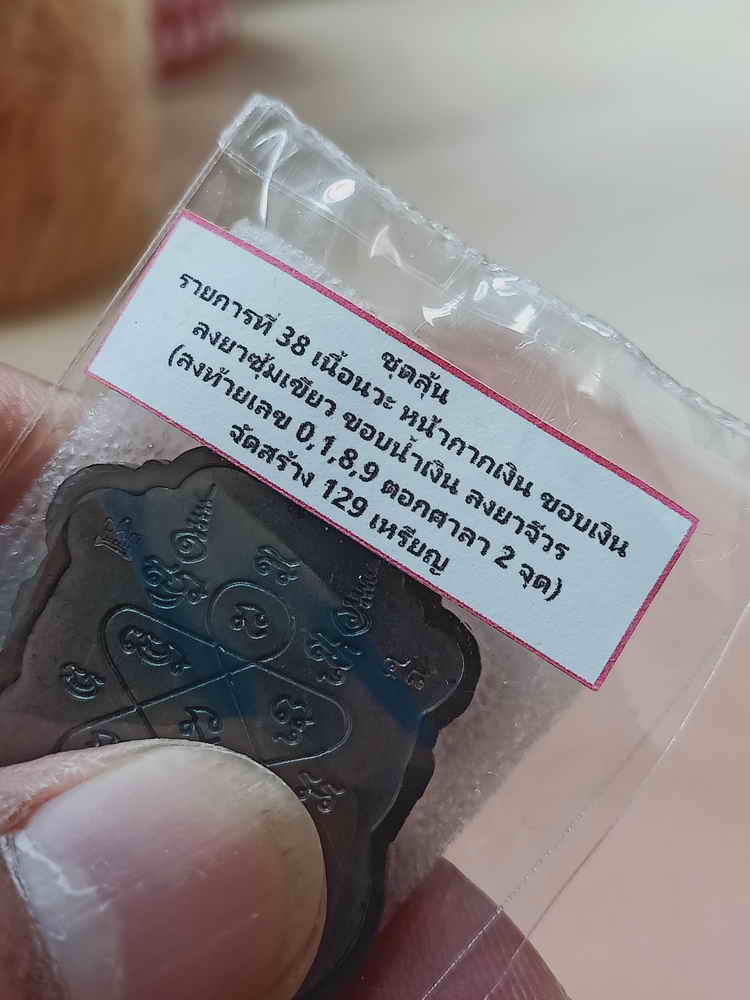 ชุดลุ้น
รายการที่ 38 เนื้อนวะ หน้ากากเงิน ขอบเงิน
ลงยาซุ้มเขียว ขอบน้ำเงิน ลงยาจีวร
(ลงท้ายเลข 0,1,8,9 ตอกศาลา 2 จุด)
จัดสร้าง 129 เหรียญ